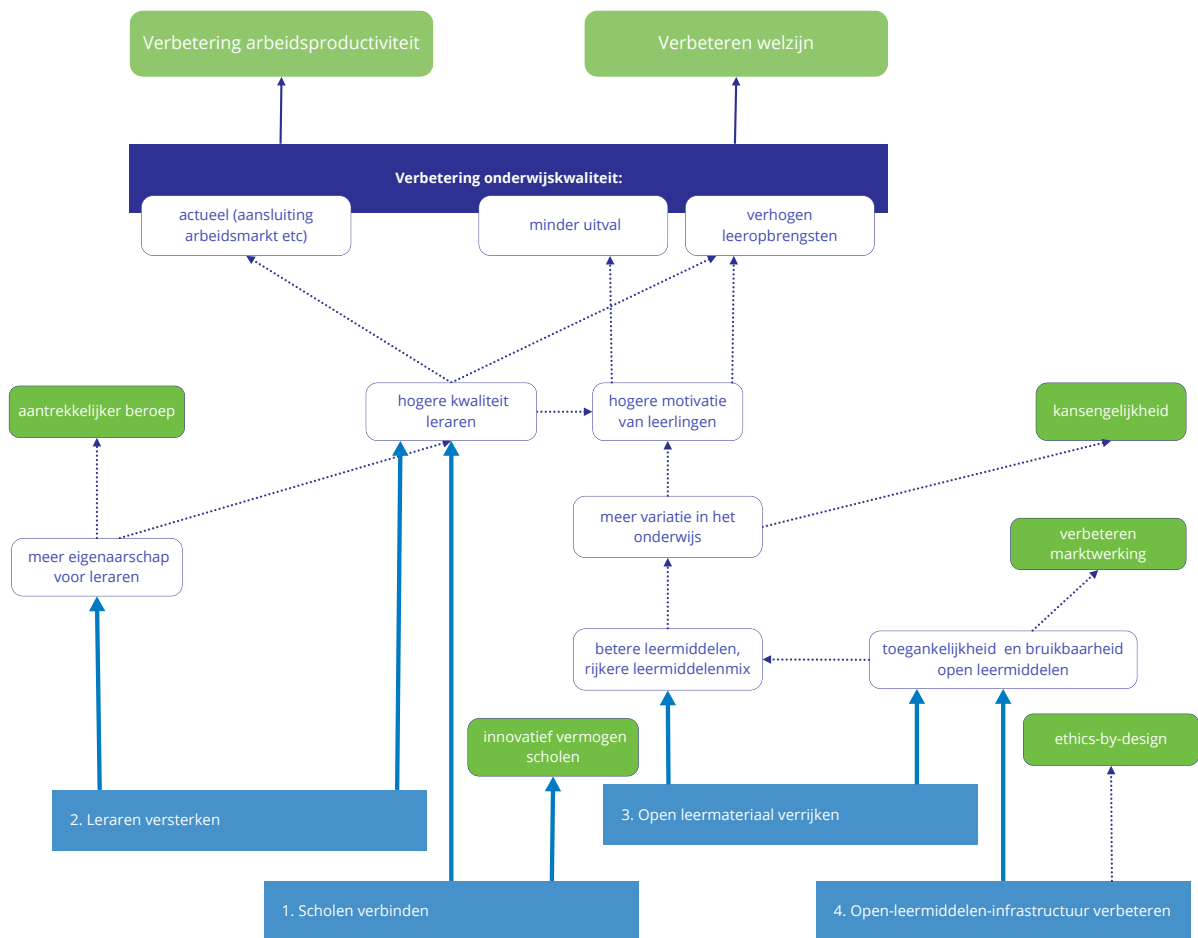 Verbetering arbeidsproductiviteit
Verbeteren welzijn
Verbetering onderwijskwaliteit:
actueel (aansluiting
arbeidsmarkt etc)
minder uitval
verhogen
leeropbrengsten
aantrekkelijker beroep
hogere kwaliteit
leraren
hogere motivatie
van leerlingen
kansengelijkheid
meer variatie in het
onderwijs
verbeteren
marktwerking
meer eigenaarschap
voor leraren
betere leermiddelen,
rijkere leermiddelenmix
toegankelijkheid en bruikbaarheid
open leermiddelen
innovatief vermogen
scholen
ethics-by-design
2. Leraren versterken
3. Open leermateriaal verrijken
1. Scholen verbinden
4. Open-leermiddelen-infrastructuur verbeteren